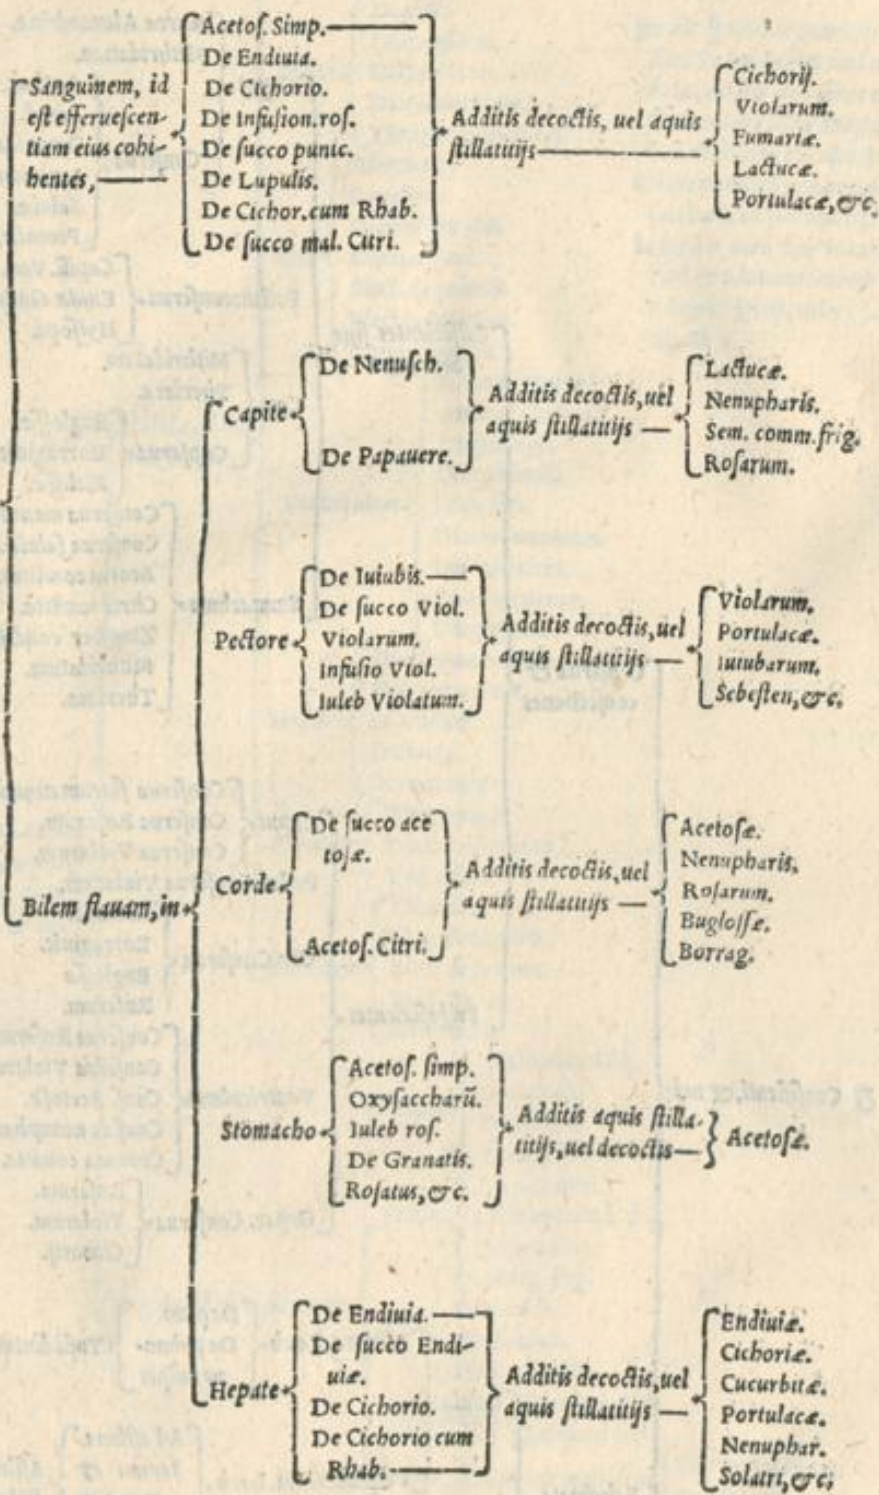 Sanguinem, id
est efferuescen-
tiam eius cohi-
bentes,
Acetos. Simp.
De Endiuia.
De Cichorio.
De Infusion. ros.
De succo punic.
De Lupulis.
De Cichor. cum Rhab.
De succo mal. Citri.
Additis decoctis, uel aquis
stillatitijs
Cichorij.
Violarum.
Fumariæ.
Lactucæ.
Portulacæ, &c.
Bilem flauam, in
Capite
De Nenusch.
De Papauere.
Additis decoctis, uel
aquis stillatitijs
Lactucæ.
Nenupharis.
Sem. comm. frig.
Rosarum.
Pectore
De Iuiubis.
De succo Viol.
Violarum.
Infusio Viol.
Iuleb Violatum.
Additis decoctis, uel
aquis stillatitijs
Violarum.
Portulacæ.
Iuiubarum.
Sebesten, &c.
Corde
De succo ace
tosæ.
Acetos. Citri.
Additis decoctis, uel
aquis stillatitijs
Acetosæ.
Nenupharis.
Rosarum.
Buglossæ.
Borrag.
Stomacho
Acetos. simp.
Oxysaccharū.
Iuleb ros.
De Granatis.
Rosatus, &c.
Additis aquis stilla-
titijs, uel decoctis
Acetosæ.
Hepate
De Endiuia.
De succo Endi-
uiæ.
De Cichorio.
De Cichorio cum
Rhab.
Additis decoctis, uel
aquis stillatitijs
Endiuiæ.
Cichoriæ.
Cucurbitæ.
Portulacæ.
Nenuphar.
Solatri, &c.